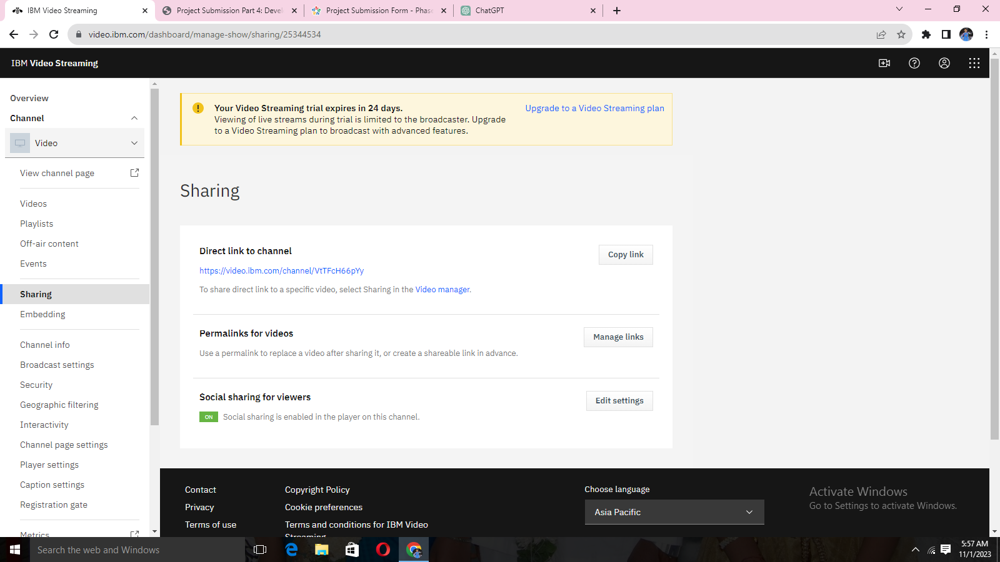 IBM Video Streaming
Project Submission Part 4: Devel
Project Submission Form - Phase
ChatGPT
video.ibm.com/dashboard/manage-show/sharing/25344534
IBM Video Streaming
Overview
Channel
Video
View channel page
Videos
Playlists
Off-air content
Events
Sharing
Embedding
Channel info
Broadcast settings
Security
Geographic filtering
Interactivity
Channel page settings
Player settings
Caption settings
Registration gate
Metrics
Your Video Streaming trial expires in 24 days.
Viewing of live streams during trial is limited to the broadcaster. Upgrade
to a Video Streaming plan to broadcast with advanced features.
Upgrade to a Video Streaming plan
Sharing
Direct link to channel
Copy link
https://video.ibm.com/channel/VtTFcH66pYy
To share direct link to a specific video, select Sharing in the Video manager.
Permalinks for videos
Manage links
Use a permalink to replace a video after sharing it, or create a shareable link in advance.
Social sharing for viewers
Edit settings
ON Social sharing is enabled in the player on this channel.
Contact
Privacy
Terms of use
Copyright Policy
Cookie preferences
Terms and conditions for IBM Video
Streaming
Choose language
Asia Pacific
Activate Windows
Go to Settings to activate Windows.
Search the web and Windows
5:57 AM
11/1/2023